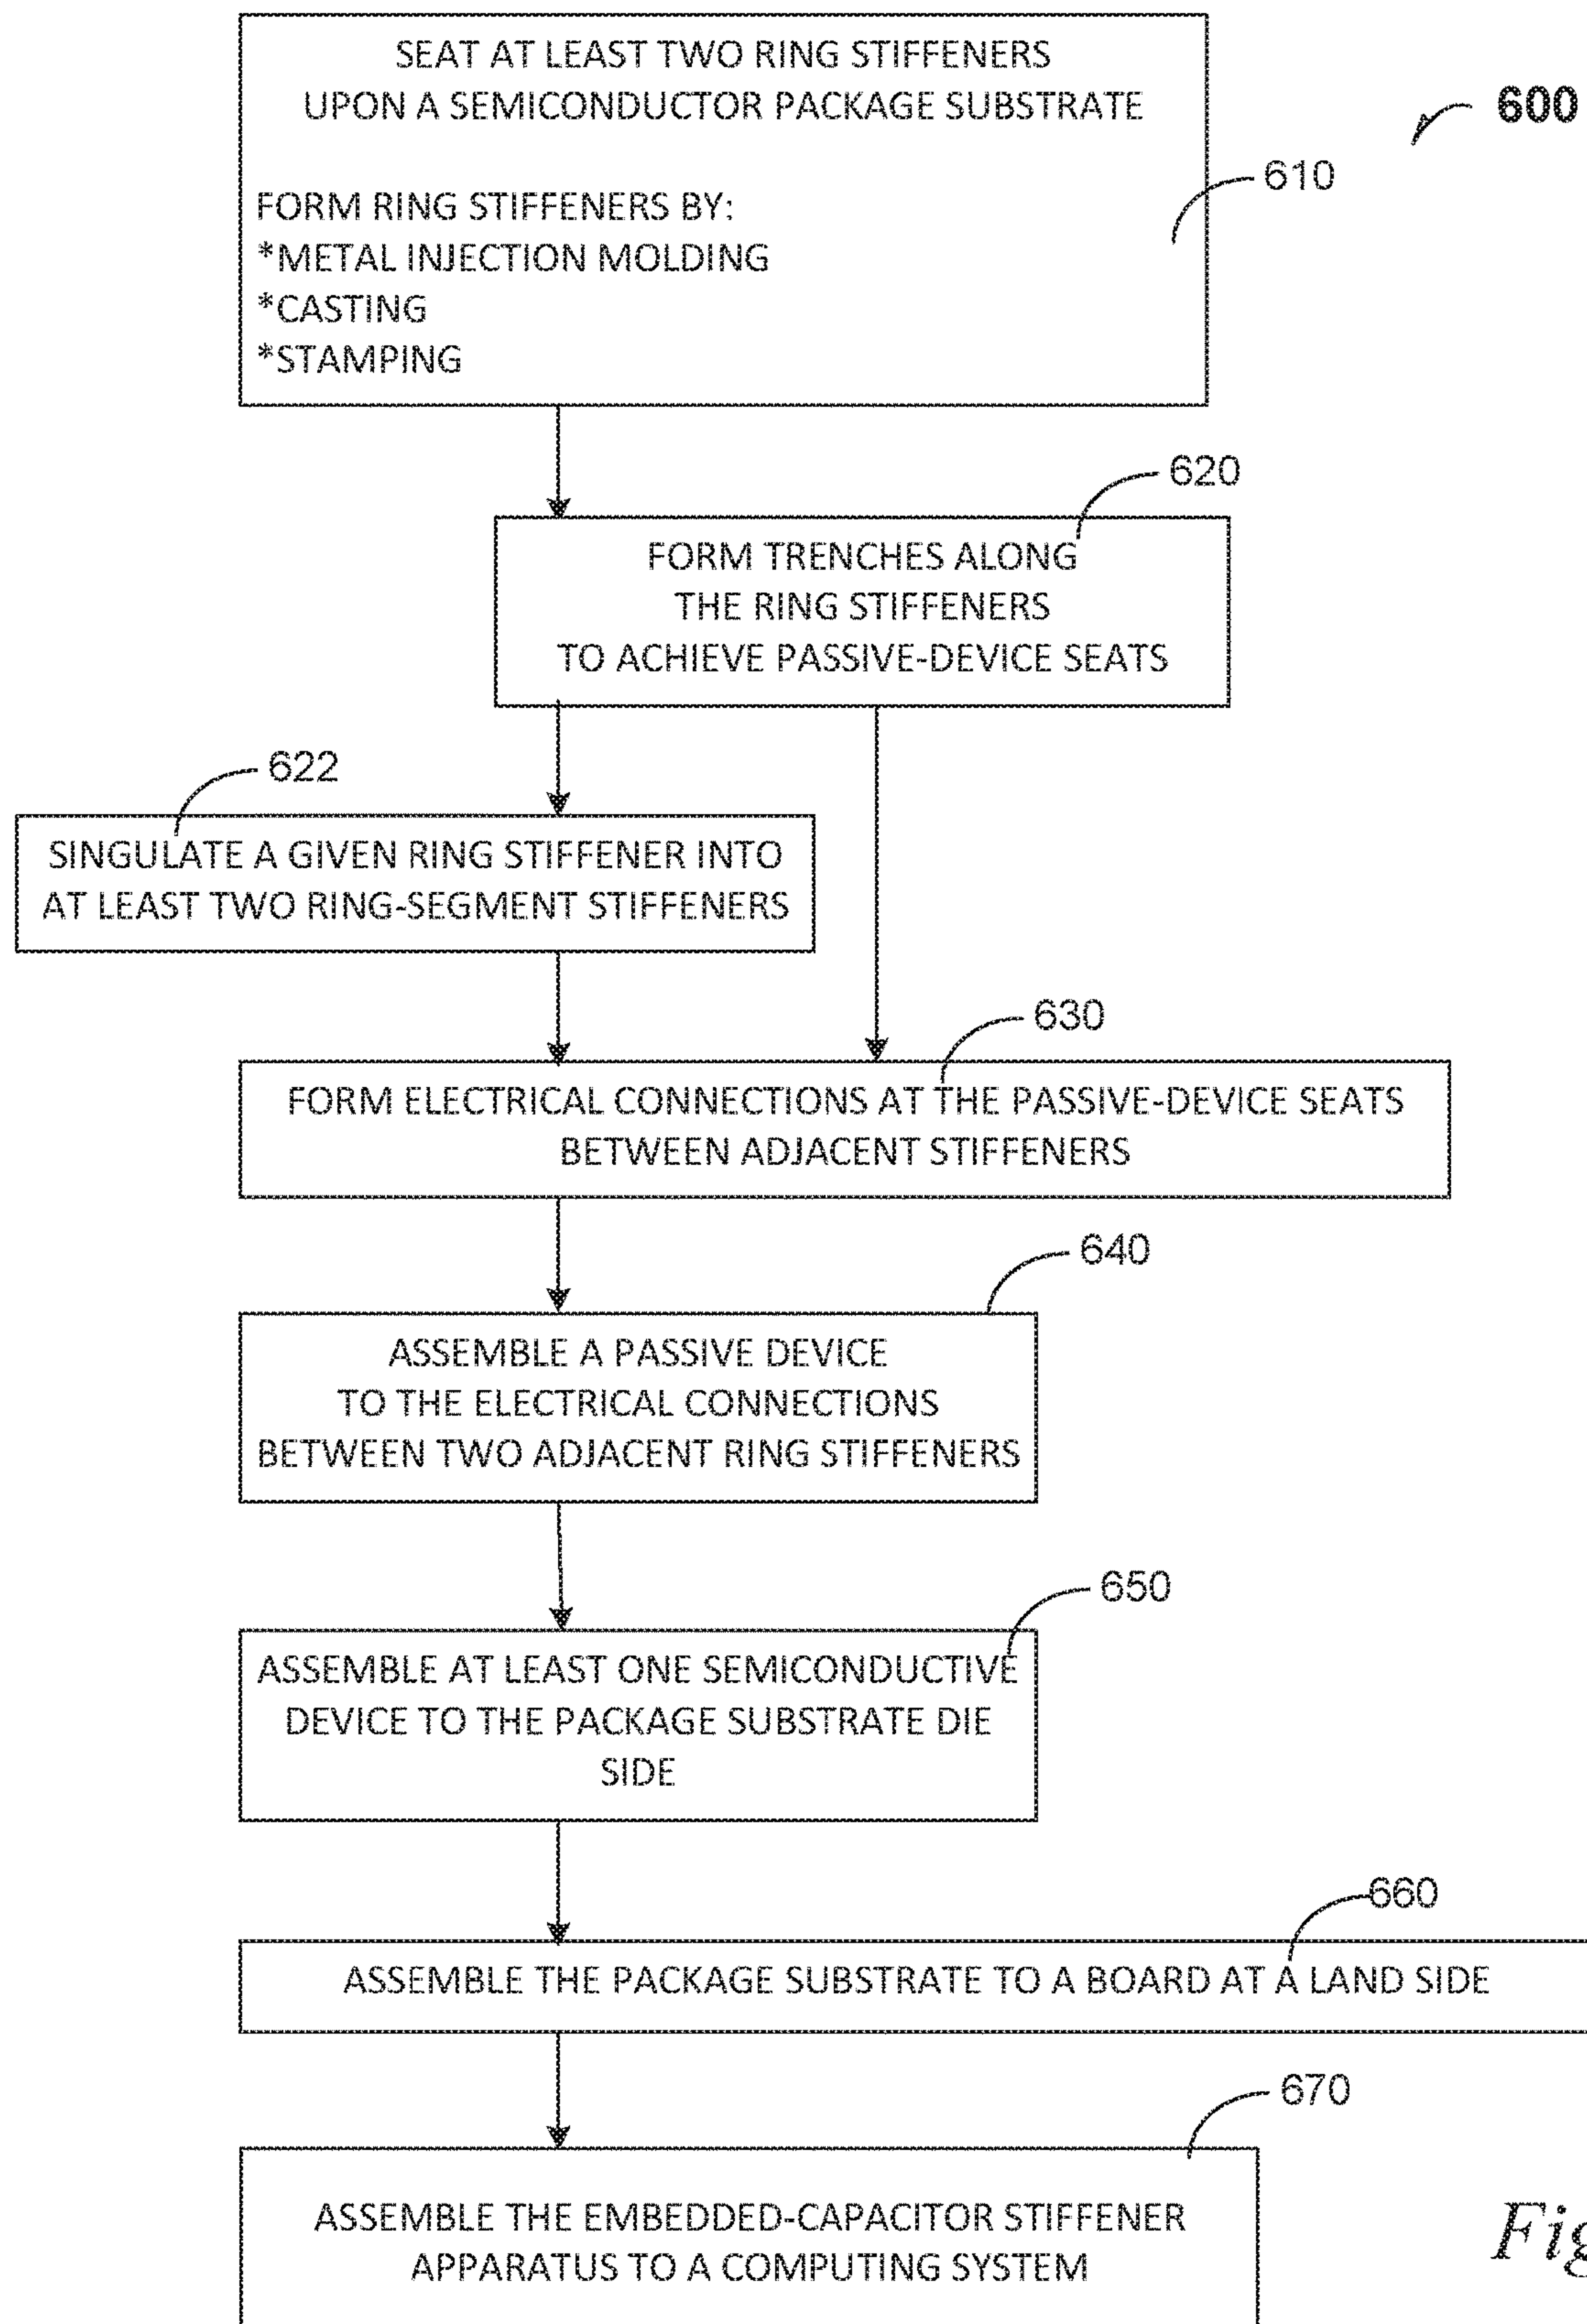 SEAT AT LEAST TWO RING STIFFENERS
UPON A SEMICONDUCTOR PACKAGE SUBSTRATE
600
610
FORM RING STIFFENERS BY:
*METAL INJECTION MOLDING
*CASTING
*STAMPING
620
FORM TRENCHES ALONG
THE RING STIFFENERS
TO ACHIEVE PASSIVE-DEVICE SEATS
622
SINGULATE A GIVEN RING STIFFENER INTO
AT LEAST TWO RING-SEGMENT STIFFENERS
630
FORM ELECTRICAL CONNECTIONS AT THE PASSIVE-DEVICE SEATS
BETWEEN ADJACENT STIFFENERS
640
ASSEMBLE A PASSIVE DEVICE
TO THE ELECTRICAL CONNECTIONS
BETWEEN TWO ADJACENT RING STIFFENERS
650
ASSEMBLE AT LEAST ONE SEMICONDUCTIVE
DEVICE TO THE PACKAGE SUBSTRATE DIE
SIDE
660
ASSEMBLE THE PACKAGE SUBSTRATE TO A BOARD AT A LAND SIDE
670
ASSEMBLE THE EMBEDDED-CAPACITOR STIFFENER
APPARATUS TO A COMPUTING SYSTEM
Fig